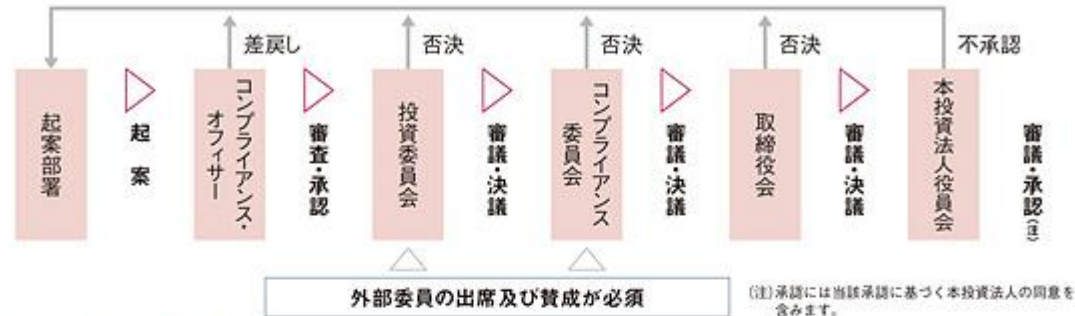 差戻し
否決
否決
否決
不承認
起案部署
起案
コンプライアンス・
オフィサー
審査・承認
投資委員会
審議・決議
コンプライアンス
委員会
審議・決議
取締役会
審議・決議
本投資法人役員会
審議・承認(注)
外部委員の出席及び賛成が必須
(注)承認には当該承認に基づく本投資法人の同意を
含みます。